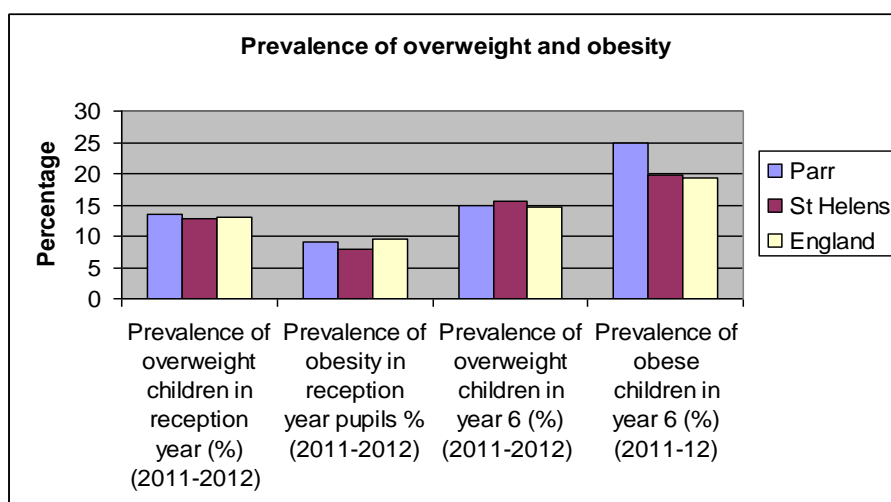 Prevalence of overweight and obesity
Percentage
30
25
20
15
10
5
0
Prevalence of
overweight
children in
reception
year (%)
(2011-2012)
Prevalence of
obesity in
reception
year pupils %
(2011-2012)
Prevalence of
overweight
children in
year 6 (%)
(2011-2012)
Prevalence of
obese
children in
year 6 (%)
(2011-12)
Parr
St Helens
England